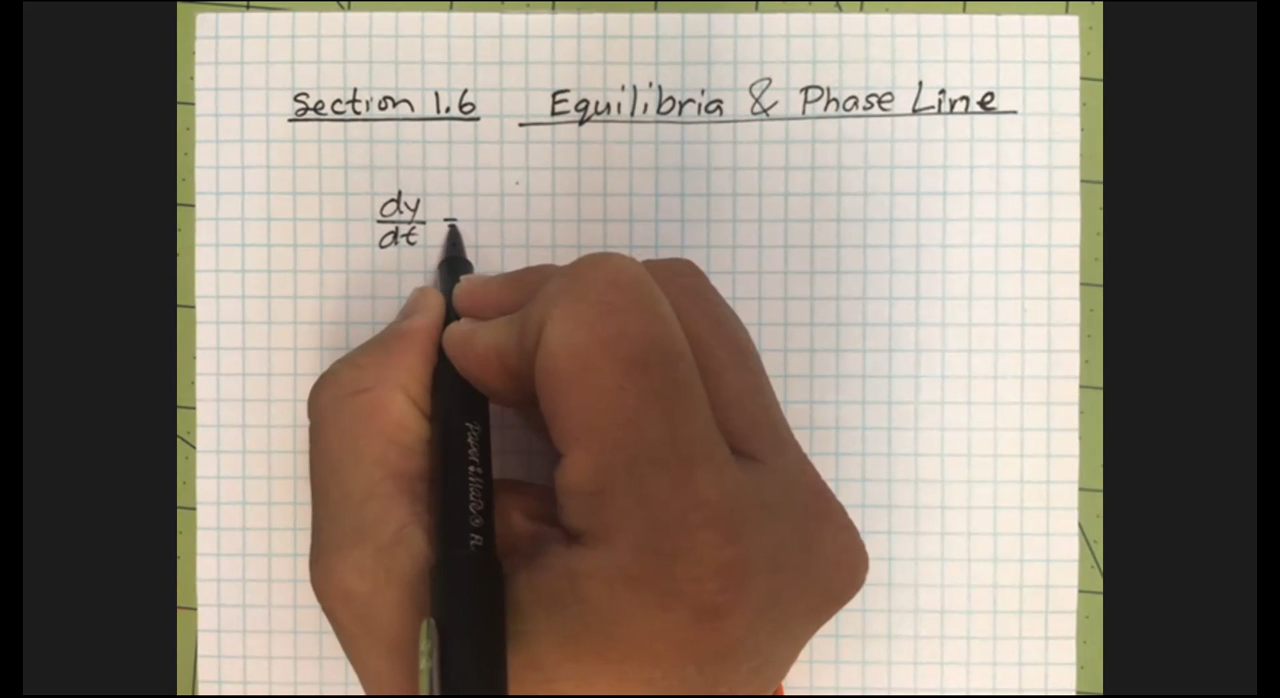 Section 1.6 Equilibria & Phase Line
dy
dt =